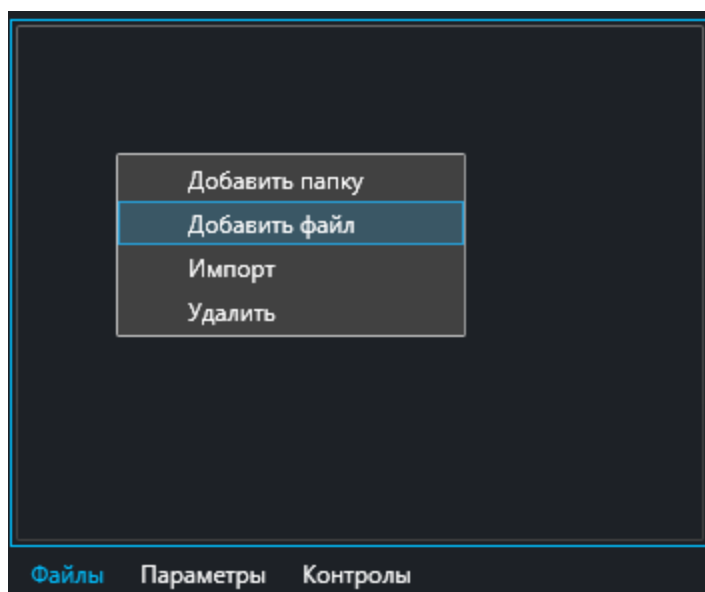 Добавить папку
Добавить файл
Импорт
Удалить
Файлы Параметры Контролы